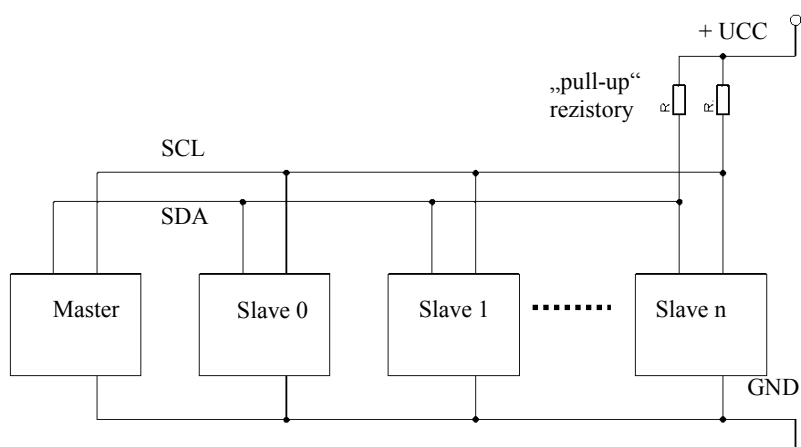 + UCC
„pull-up“
rezistory
R
R
SCL
SDA
Master
Slave 0
Slave 1
Slave n
GND